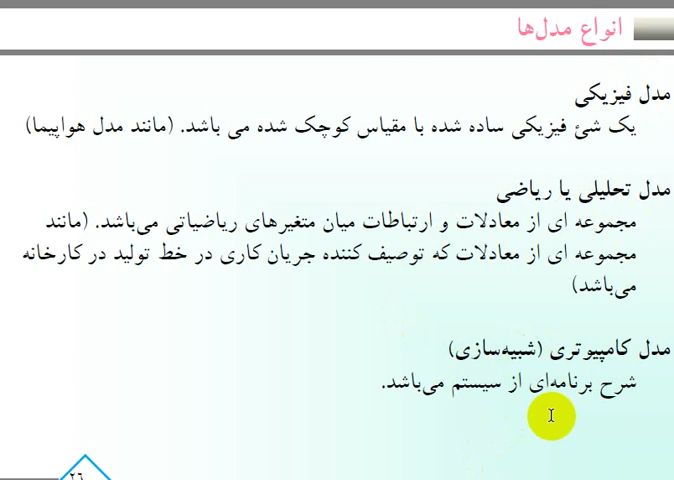 انواع مدل‌ها
مدل فیزیکی
یک شئ فیزیکی ساده شده با مقیاس کوچک شده می باشد. (مانند مدل هواپیما)
مدل تحلیلی یا ریاضی
مجموعه ای از معادلات و ارتباطات میان متغیرهای ریاضیاتی می‌باشد. (مانند
مجموعه ای از معادلات که توصیف کننده جریان کاری در خط تولید در کارخانه
می‌باشد)
مدل کامپیوتری (شبیه‌سازی)
شرح برنامه‌ای از سیستم می‌باشد.
٢٦